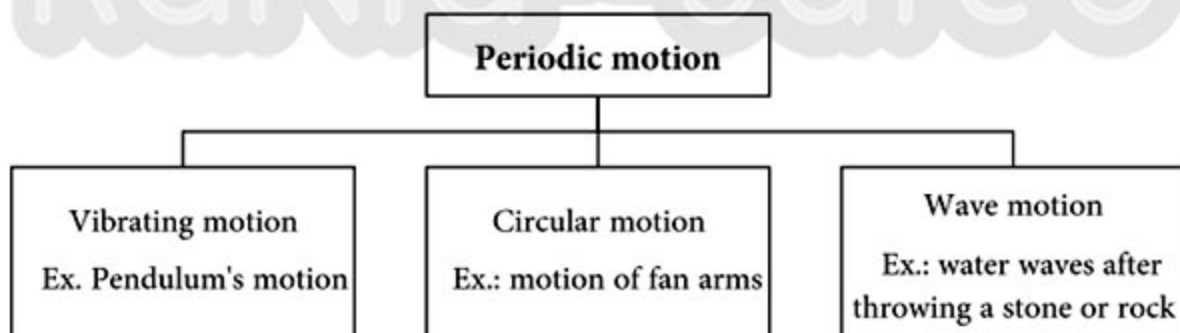 Periodic motion
Vibrating motion
Ex. Pendulum's motion
Circular motion
Ex.: motion of fan arms
Wave motion
Ex.: water waves after
throwing a stone or rock